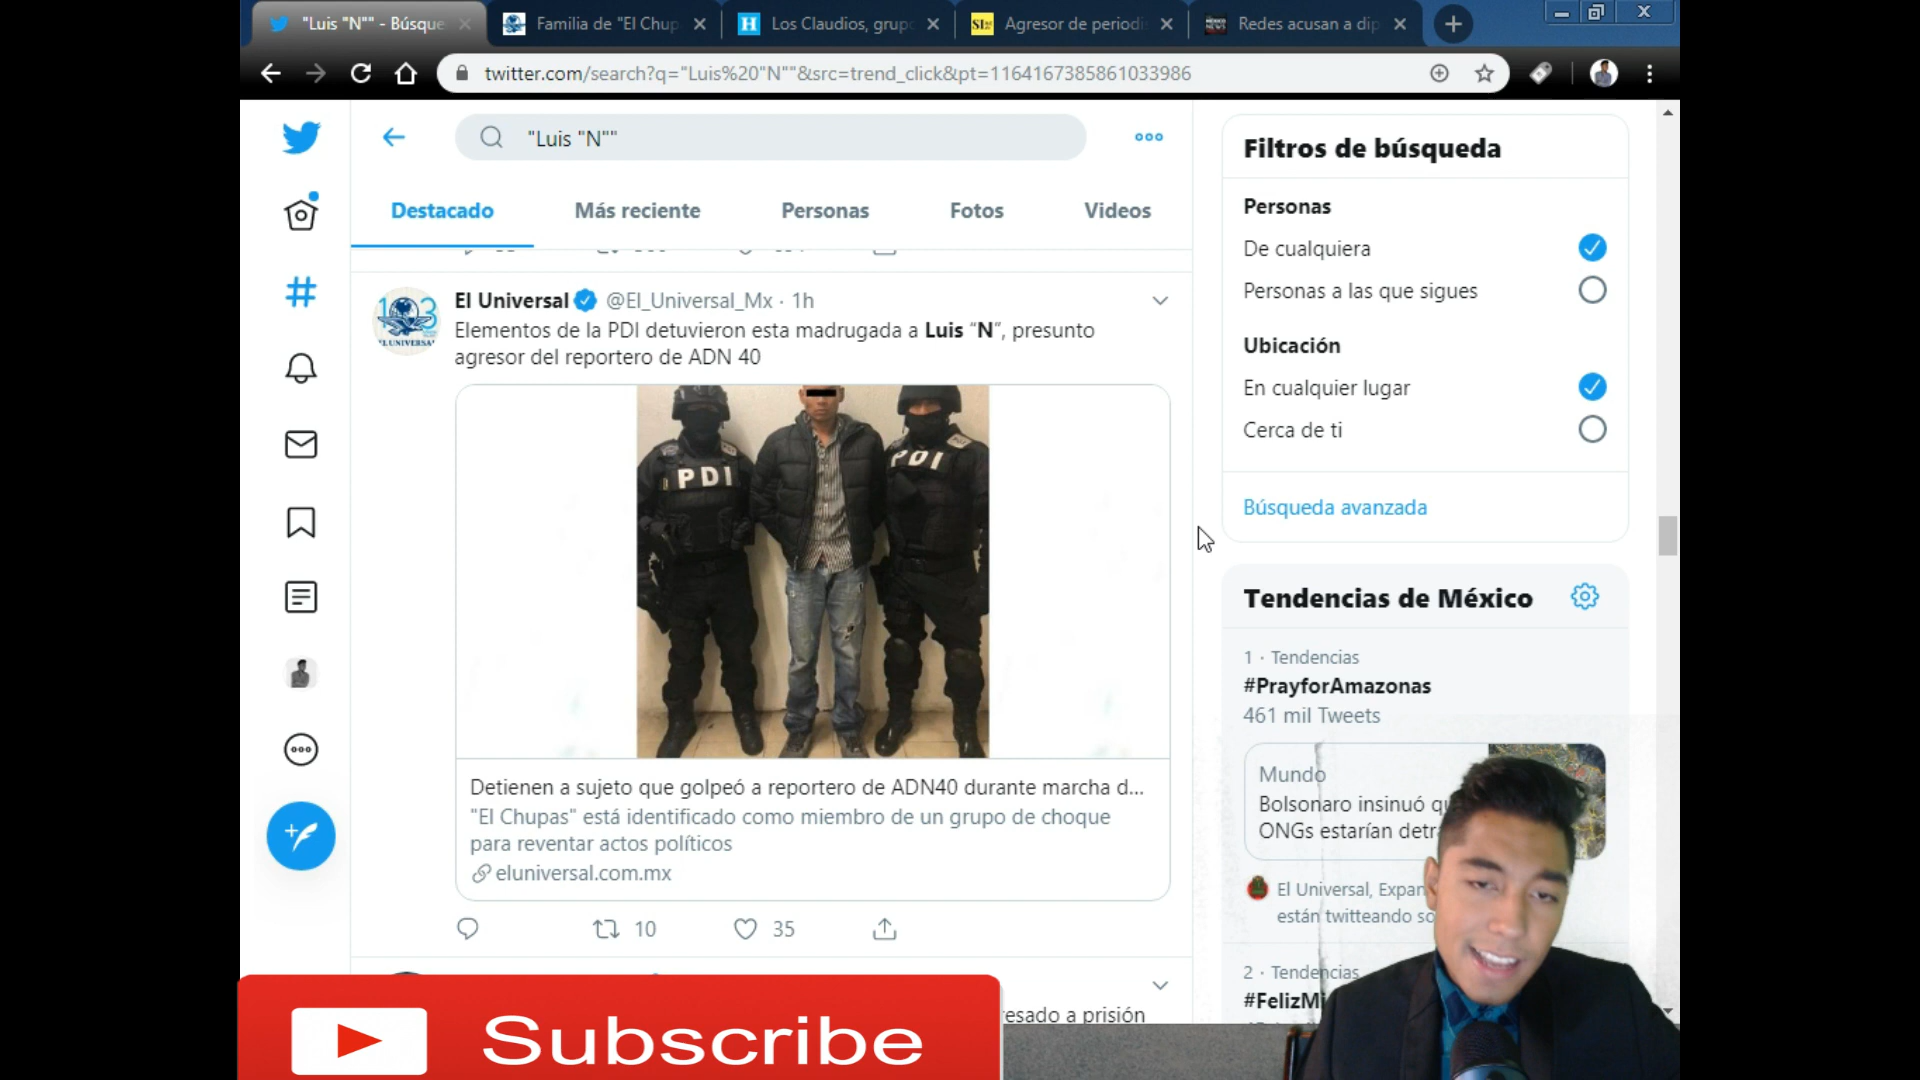 "Luis "N"" - Búsque
Familia de "El Chup
H
Los Claudios, grup
Agresor de periodi
Redes acusan a dip
twitter.com/search?q="Luis%20"N""&src=trend_click&pt=1164167385861033986
"Luis "N""
Destacado
Más reciente
Personas
Fotos
Videos
El Universal @El_Universal_Mx · 1h
Elementos de la PDI detuvieron esta madrugada a Luis “N”, presunto
agresor del reportero de ADN 40
PDI
PDI
Detienen a sujeto que golpeó a reportero de ADN40 durante marcha d...
"El Chupas" está identificado como miembro de un grupo de choque
para reventar actos políticos
eluniversal.com.mx
10
35
esado a prisión
Filtros de búsqueda
Personas
De cualquiera
Personas a las que sigues
Ubicación
En cualquier lugar
Cerca de ti
Búsqueda avanzada
Tendencias de México
1 · Tendencias
#PrayforAmazonas
461 mil Tweets
Mundo
Bolsonaro insinuó q
ONGs estarían detr
El Universal, Expan
están twitteando so
2 · Tendencias
#FelizMi
Subscribe